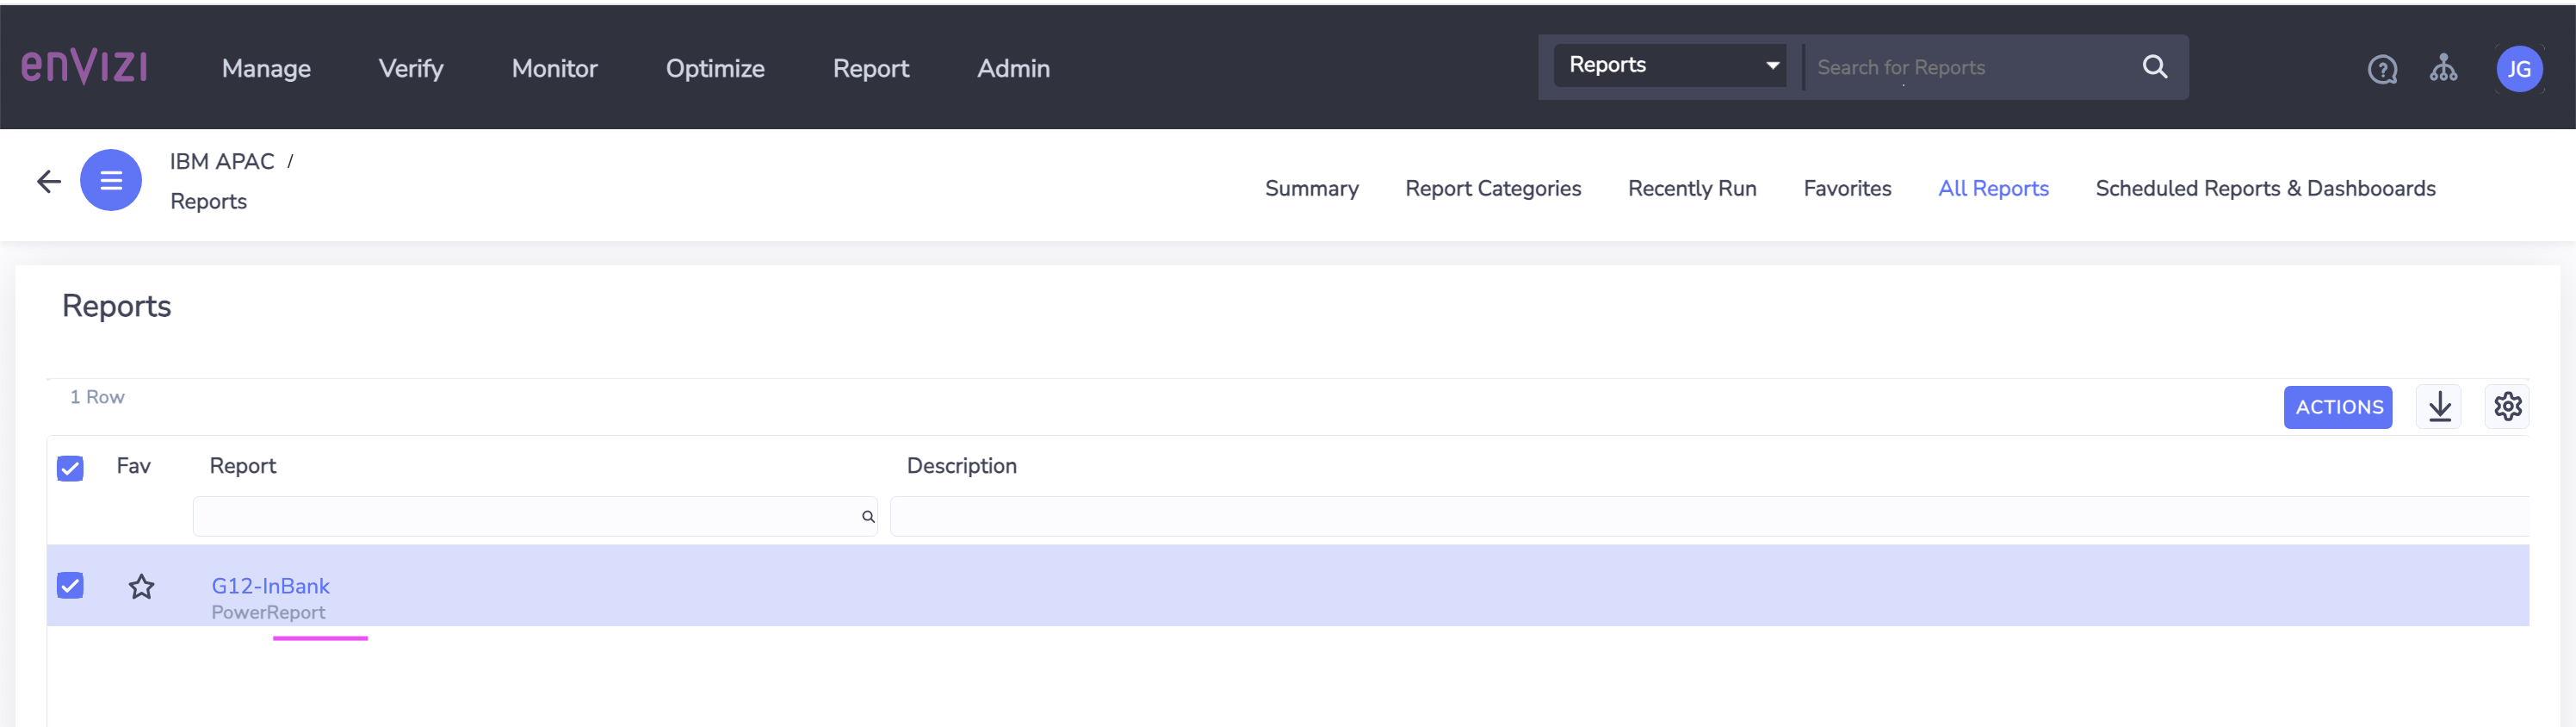 enVizi Manage Verify Monitor Optimize Report Admin Reports Search for Reports ? JG
IBM APAC /
Reports
Summary Report Categories Recently Run Favorites All Reports Scheduled Reports & Dashbooards
Reports
1 Row
ACTIONS
Fav Report Description
G12-InBank
PowerReport